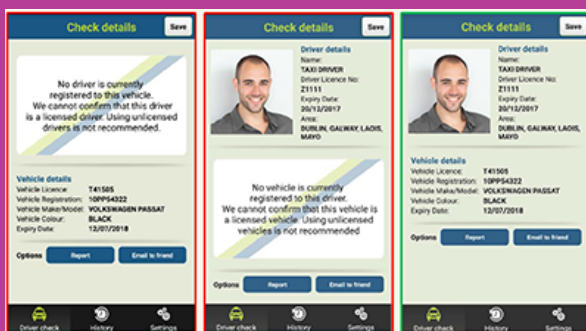 Check details
Save
No driver is currently
registered to this vehicle.
We cannot confirm that this driver
is a licensed driver. Using unlicensed
drivers is not recommended.
Vehicle details
Vehicle Licence: T41505
Vehicle Registration: 10PP54322
Vehicle Make/Model: VOLKSWAGEN PASSAT
Vehicle Colour: BLACK
Expiry Date: 12/07/2018
Options
Report
Email to friend
Driver check
History
Settings
Check details
Save
Driver details
Name:
TAXI DRIVER
Driver Licence No:
Z1111
Expiry Date:
20/12/2017
Area:
DUBLIN, GALWAY, LAOIS,
MAYO
No vehicle is currently
registered to this driver.
We cannot confirm that this vehicle is
a licensed vehicle. Using unlicensed
vehicles is not recommended
Options
Report
Email to friend
Driver check
History
Settings
Check details
Save
Driver details
Name:
TAXI DRIVER
Driver Licence No:
Z1111
Expiry Date:
20/12/2017
Area:
DUBLIN, GALWAY, LAOIS,
MAYO
Vehicle details
Vehicle Licence: T41505
Vehicle Registration: 10PP54322
Vehicle Make/Model: VOLKSWAGEN PASSAT
Vehicle Colour: BLACK
Expiry Date: 12/07/2018
Options
Report
Email to friend
Driver check
History
Settings